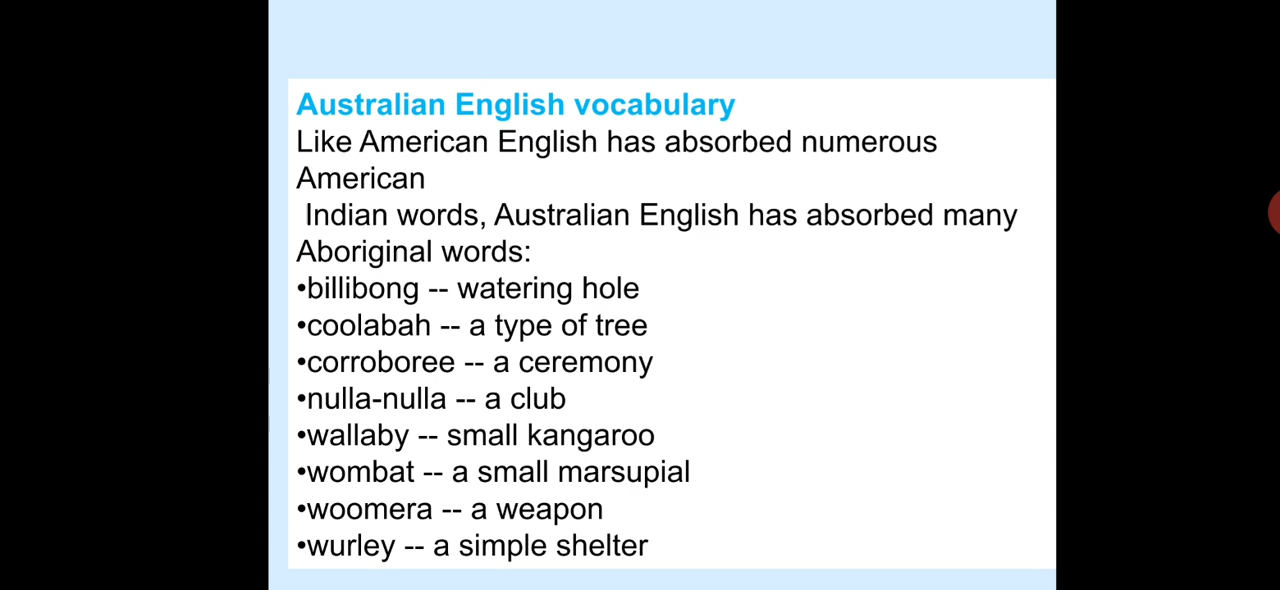 Australian English vocabulary
Like American English has absorbed numerous
American
Indian words, Australian English has absorbed many
Aboriginal words:
•billibong -- watering hole
•coolabah -- a type of tree
•corroboree -- a ceremony
•nulla-nulla -- a club
•wallaby -- small kangaroo
•wombat -- a small marsupial
•woomera -- a weapon
•wurley -- a simple shelter